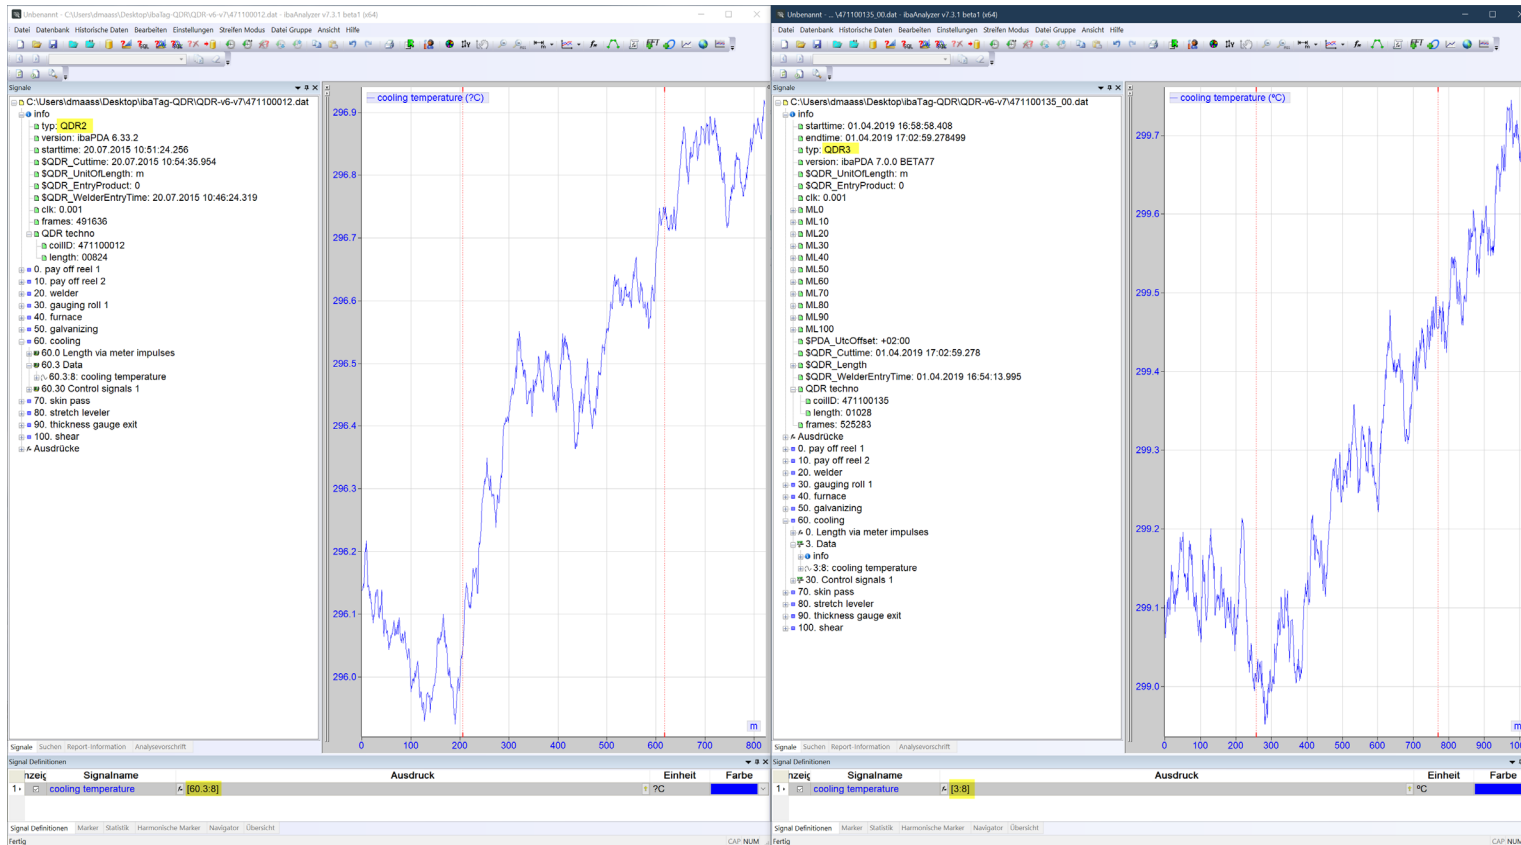 Unbenannt - C:\Users\dmaass\Desktop\ibaTag-QDR\QDR-v6-v7\471100012.dat - ibaAnalyzer v7.3.1 beta1 (x64)
Datei Datenbank Historische Daten Bearbeiten Einstellungen Streifen Modus Datei Gruppe Ansicht Hilfe
Signale
C:\Users\dmaass\Desktop\ibaTag-QDR\QDR-v6-v7\471100012.dat
info
typ: QDR2
version: ibaPDA 6.33.2
starttime: 20.07.2015 10:51:24.256
$QDR_Cuttime: 20.07.2015 10:54:35.954
$QDR_UnitOfLength: m
$QDR_EntryProduct: 0
$QDR_WelderEntryTime: 20.07.2015 10:46:24.319
clk: 0.001
frames: 491636
QDR techno
coilID: 471100012
length: 00824
0. pay off reel 1
10. pay off reel 2
20. welder
30. gauging roll 1
40. furnace
50. galvanizing
60. cooling
60.0 Length via meter impulses
60.3 Data
60.3:8: cooling temperature
60.30 Control signals 1
70. skin pass
80. stretch leveler
90. thickness gauge exit
100. shear
Ausdrücke
Signale Suchen Report-Information Analysevorschrift
cooling temperature (?C)
296.9
296.8
296.7
296.6
296.5
296.4
296.3
296.2
296.1
296.0
m
0 100 200 300 400 500 600 700 800
Signal Definitionen
nzeig Signalname Ausdruck Einheit Farbe
1 cooling temperature [60.3:8] ?C
Signal Definitionen Marker Statistik Harmonische Marker Navigator Übersicht
Fertig CAP NUM
Unbenannt - ...\471100135_00.dat - ibaAnalyzer v7.3.1 beta1 (x64)
Datei Datenbank Historische Daten Bearbeiten Einstellungen Streifen Modus Datei Gruppe Ansicht Hilfe
Signale
C:\Users\dmaass\Desktop\ibaTag-QDR\QDR-v6-v7\471100135_00.dat
info
starttime: 01.04.2019 16:58:58.408
endtime: 01.04.2019 17:02:59.278499
typ: QDR3
version: ibaPDA 7.0.0 BETA77
$QDR_UnitOfLength: m
$QDR_EntryProduct: 0
clk: 0.001
ML0
ML10
ML20
ML30
ML40
ML50
ML60
ML70
ML80
ML90
ML100
$PDA_UtcOffset: +02:00
$QDR_Cuttime: 01.04.2019 17:02:59.278
$QDR_Length
$QDR_WelderEntryTime: 01.04.2019 16:54:13.995
QDR techno
coilID: 471100135
length: 01028
frames: 525283
Ausdrücke
0. pay off reel 1
10. pay off reel 2
20. welder
30. gauging roll 1
40. furnace
50. galvanizing
60. cooling
0. Length via meter impulses
3. Data
info
3:8: cooling temperature
30. Control signals 1
70. skin pass
80. stretch leveler
90. thickness gauge exit
100. shear
Signale Suchen Report-Information Analysevorschrift
cooling temperature (ºC)
299.7
299.6
299.5
299.4
299.3
299.2
299.1
299.0
m
0 100 200 300 400 500 600 700 800 900 100
Signal Definitionen
nzeig Signalname Ausdruck Einheit Farbe
1 cooling temperature [3:8] ºC
Signal Definitionen Marker Statistik Harmonische Marker Navigator Übersicht
Fertig CAP NUM